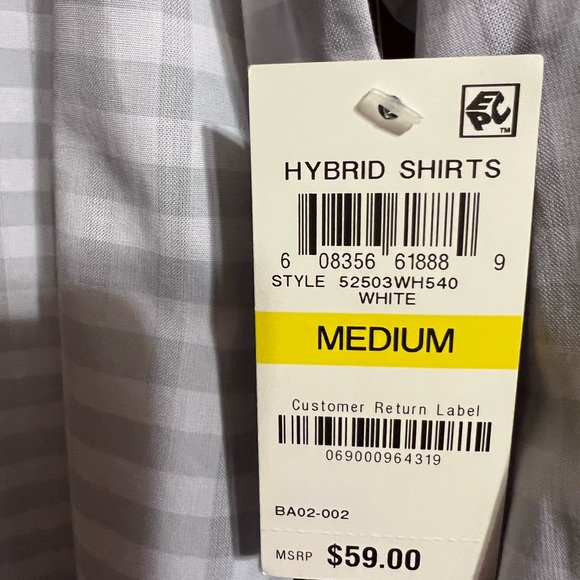 EPC™
HYBRID SHIRTS
6 08356 61888 9
STYLE 52503WH540
WHITE
MEDIUM
Customer Return Label
069000964319
BA02-002
MSRP $59.00